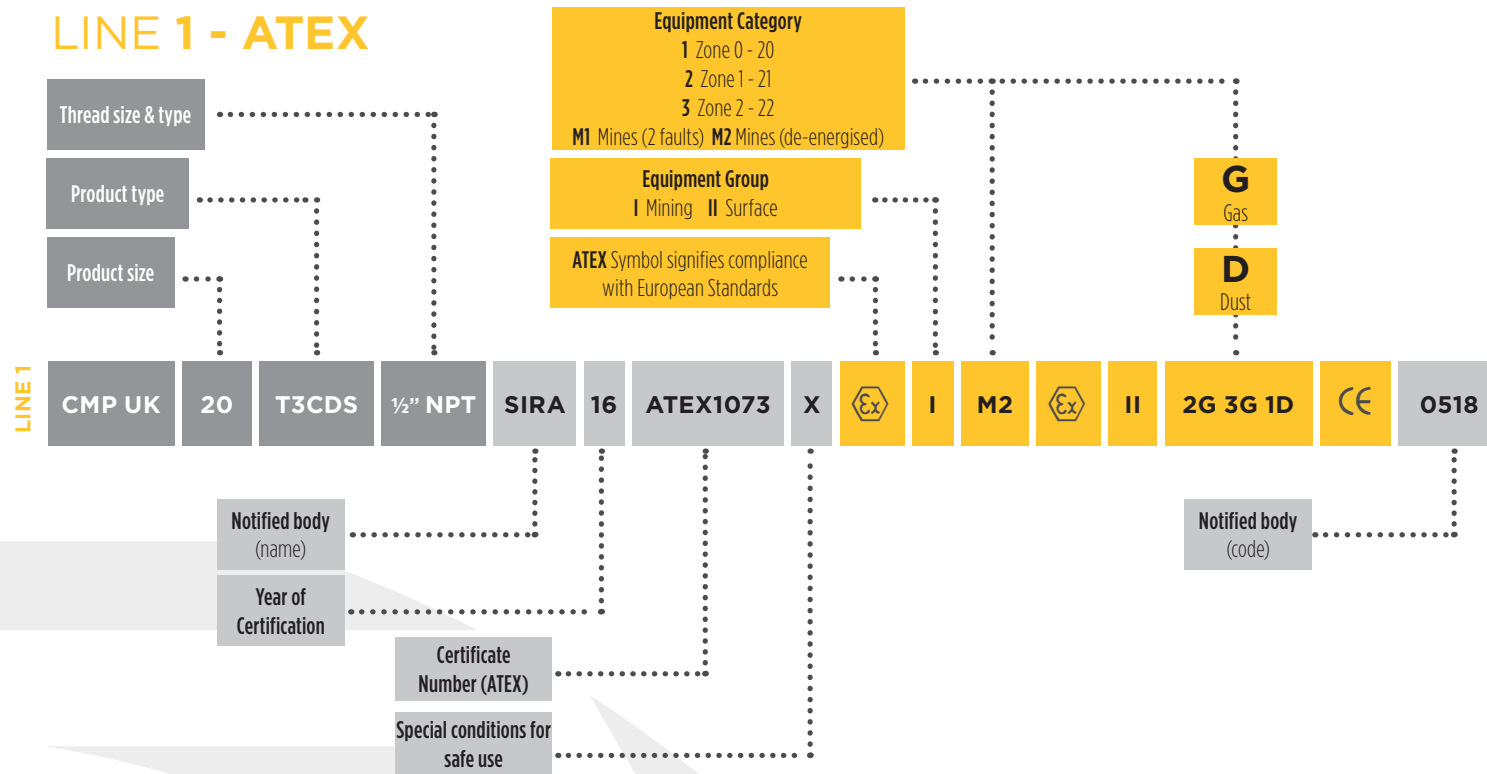 LINE 1 - ATEX
Equipment Category
1 Zone 0 - 20
2 Zone 1 - 21
3 Zone 2 - 22
M1 Mines (2 faults) M2 Mines (de-energised)
Thread size & type
Product type
Equipment Group
I Mining II Surface
G
Gas
Product size
ATEX Symbol signifies compliance
with European Standards
D
Dust
LINE 1
CMP UK 20 T3CDS ½” NPT SIRA 16 ATEX1073 X Ex I M2 Ex II 2G 3G 1D CE 0518
Notified body
(name)
Notified body
(code)
Year of
Certification
Certificate
Number (ATEX)
Special conditions for
safe use